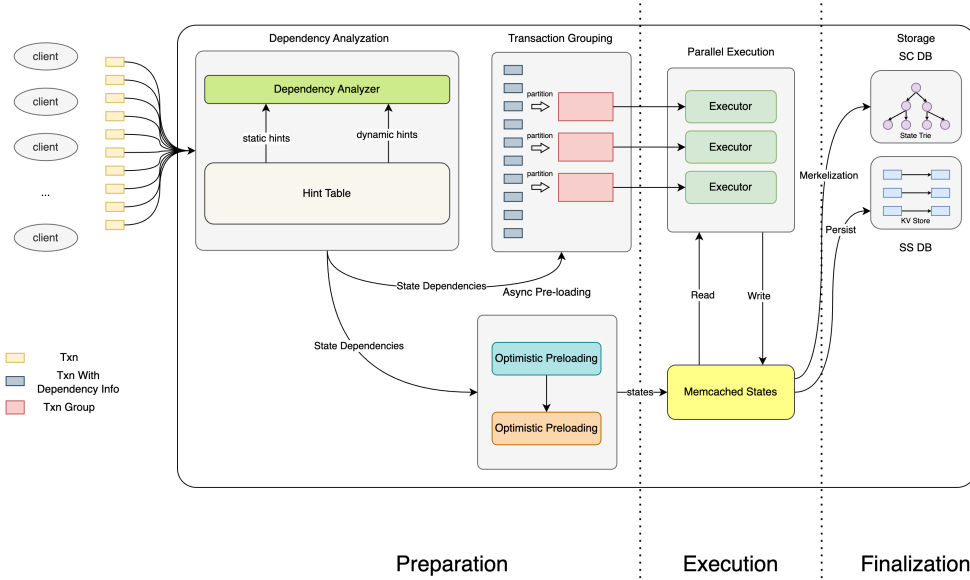 client
client
client
...
client
Txn
Txn With
Dependency Info
Txn Group
Dependency Analyzation
Dependency Analyzer
static hints
dynamic hints
Hint Table
State Dependencies
State Dependencies
Transaction Grouping
partition
partition
partition
Async Pre-loading
Optimistic Preloading
Optimistic Preloading
states
Parallel Execution
Executor
Executor
Executor
Read
Write
Memcached States
Merkelization
Persist
Storage
SC DB
State Trie
KV Store
SS DB
Preparation
Execution
Finalization